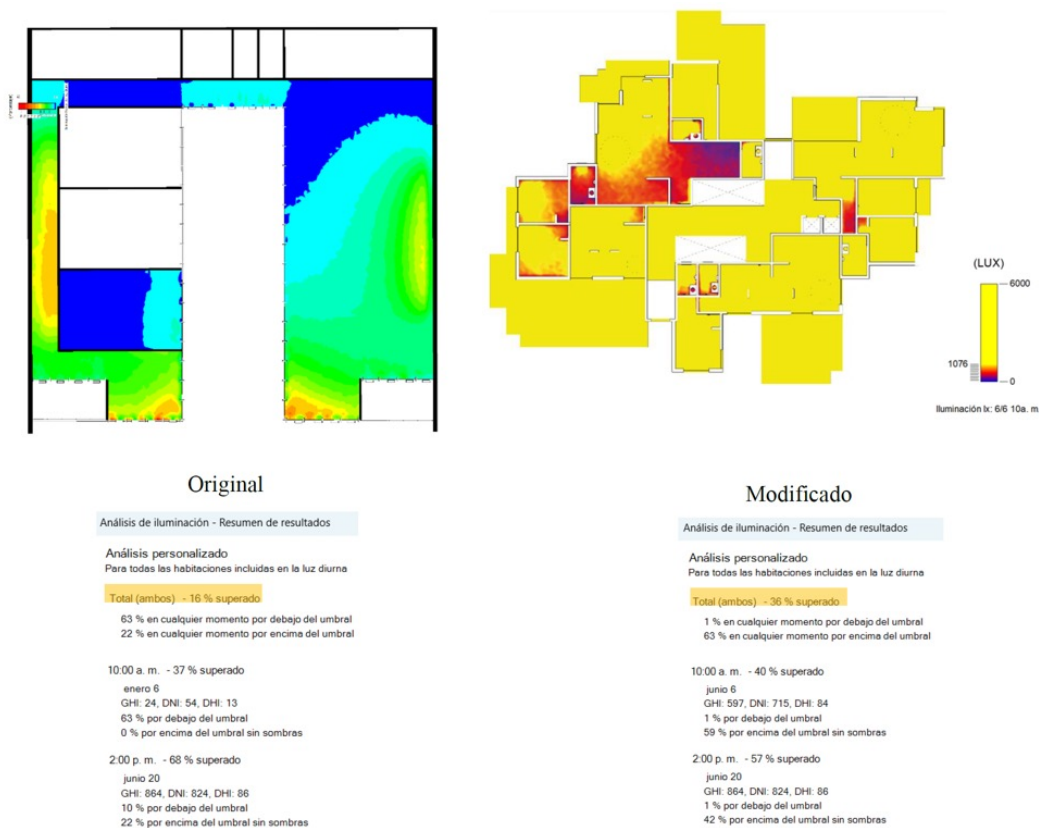 (LUX)
6000
1076
0
Iluminación lx: 6/6 10a. m
Original
Análisis de iluminación - Resumen de resultados
Análisis personalizado
Para todas las habitaciones incluidas en la luz diurna
Total (ambos) - 16 % superado
63 % en cualquier momento por debajo del umbral
22 % en cualquier momento por encima del umbral
10:00 a. m. - 37 % superado
enero 6
GHI: 24, DNI: 54, DHI: 13
63 % por debajo del umbral
0 % por encima del umbral sin sombras
2:00 p. m. - 68 % superado
junio 20
GHI: 864, DNI: 824, DHI: 86
10 % por debajo del umbral
22 % por encima del umbral sin sombras
Modificado
Análisis de iluminación - Resumen de resultados
Análisis personalizado
Para todas las habitaciones incluidas en la luz diurna
Total (ambos) - 36 % superado
1 % en cualquier momento por debajo del umbral
63 % en cualquier momento por encima del umbral
10:00 a. m. - 40 % superado
junio 6
GHI: 597, DNI: 715, DHI: 84
1 % por debajo del umbral
59 % por encima del umbral sin sombras
2:00 p. m. - 57 % superado
junio 20
GHI: 864, DNI: 824, DHI: 86
1 % por debajo del umbral
42 % por encima del umbral sin sombras